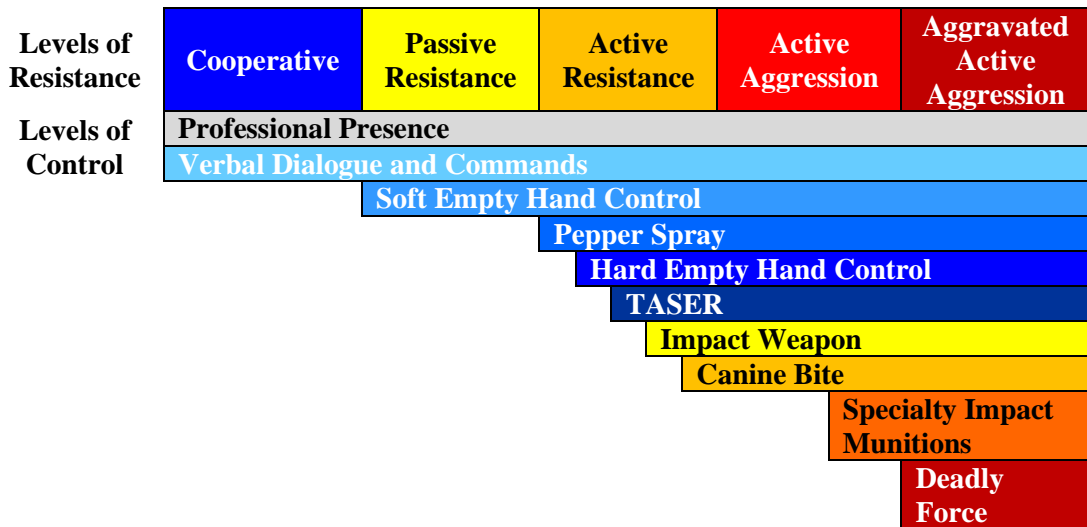 Levels of
Resistance
Cooperative
Passive
Resistance
Active
Resistance
Active
Aggression
Aggravated
Active
Aggression
Levels of
Control
Professional Presence
Verbal Dialogue and Commands
Soft Empty Hand Control
Pepper Spray
Hard Empty Hand Control
TASER
Impact Weapon
Canine Bite
Specialty Impact
Munitions
Deadly
Force